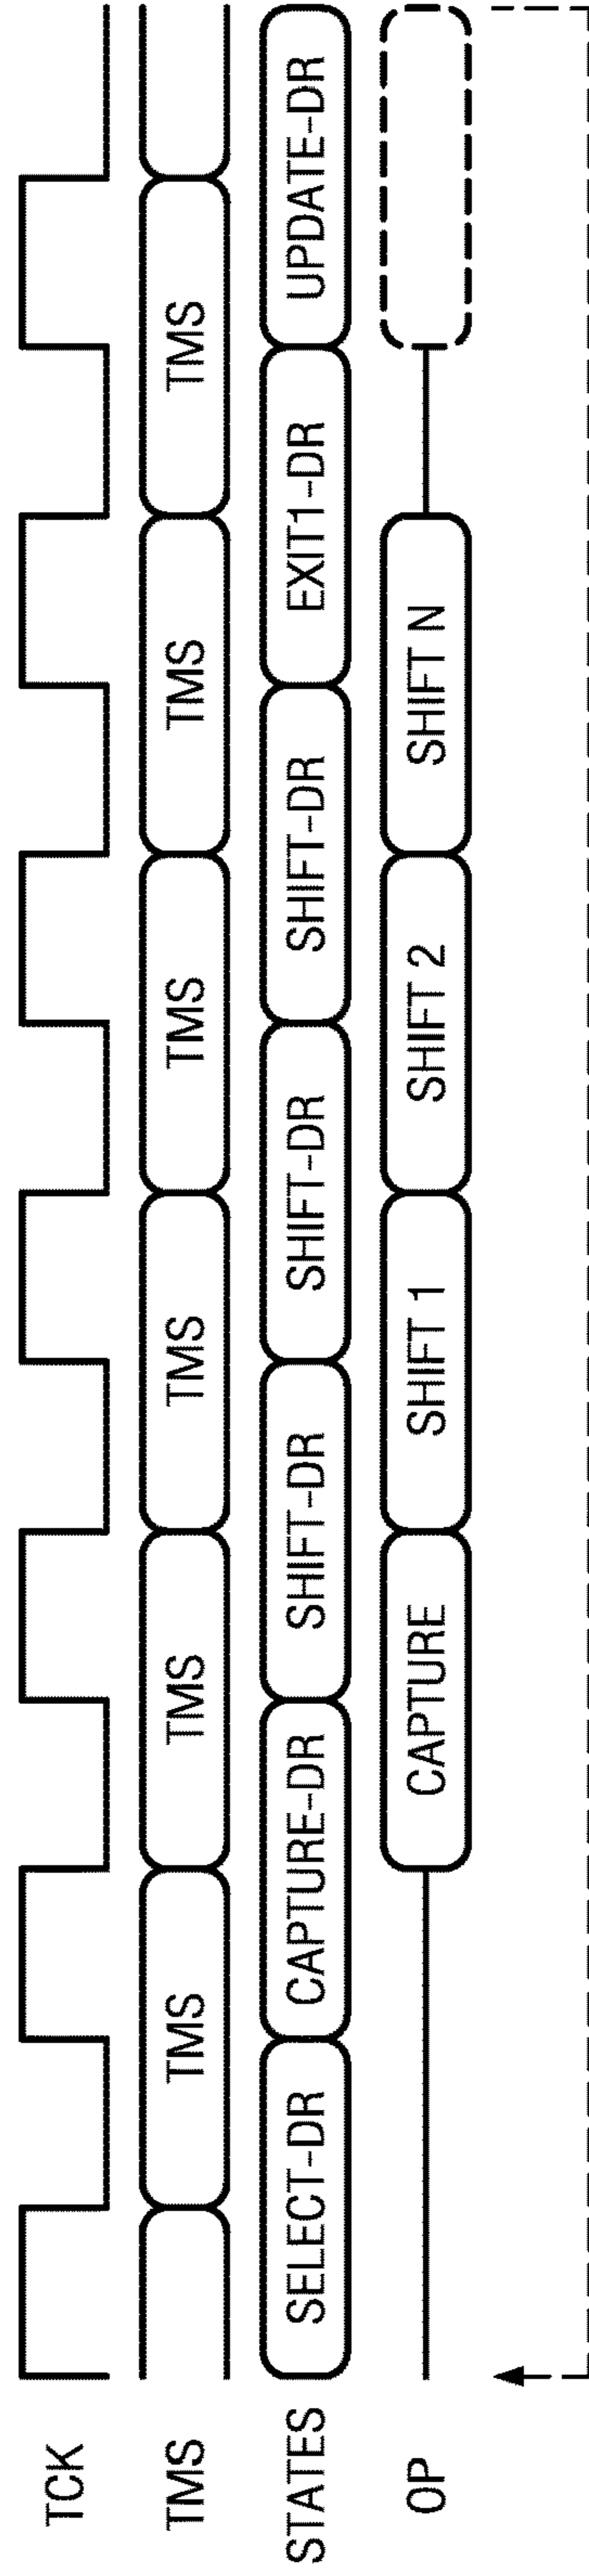 TCK
TMS TMS TMS TMS TMS TMS TMS
STATES SELECT-DR CAPTURE-DR SHIFT-DR SHIFT-DR SHIFT-DR EXIT1-DR UPDATE-DR
OP CAPTURE SHIFT 1 SHIFT 2 SHIFT N